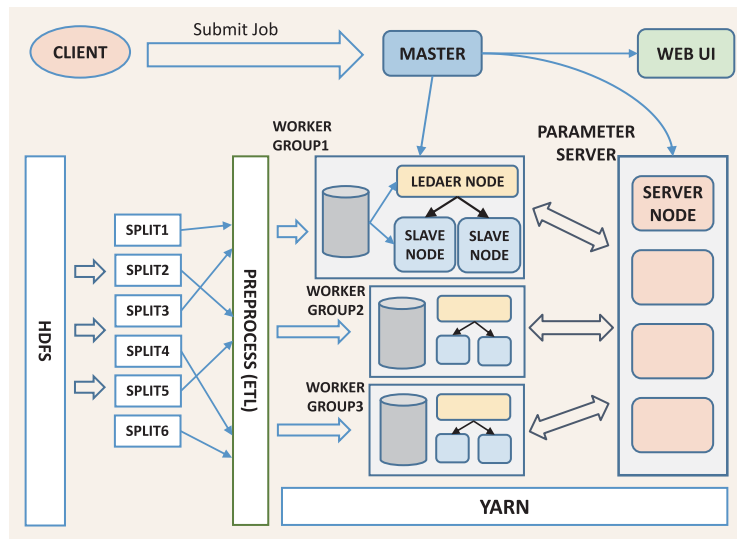 CLIENT
Submit Job
MASTER
WEB UI
WORKER
GROUP1
PARAMETER
SERVER
LEDAER NODE
SLAVE
NODE
SLAVE
NODE
SERVER
NODE
SPLIT1
SPLIT2
SPLIT3
SPLIT4
SPLIT5
SPLIT6
HDFS
PREPROCESS (ETL)
WORKER
GROUP2
WORKER
GROUP3
YARN